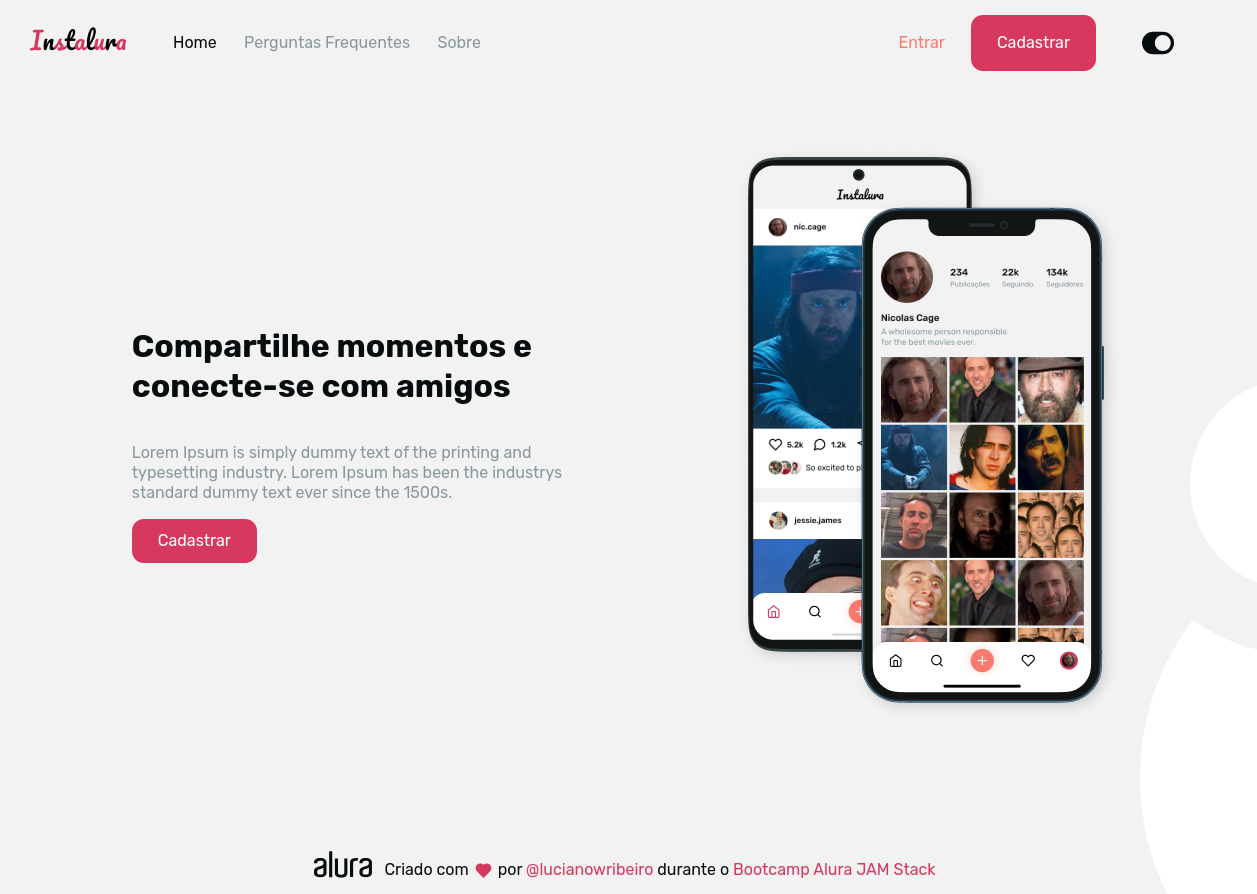 Instalura
Home Perguntas Frequentes Sobre
Entrar Cadastrar
Compartilhe momentos e
conecte-se com amigos
Lorem Ipsum is simply dummy text of the printing and
typesetting industry. Lorem Ipsum has been the industrys
standard dummy text ever since the 1500s.
Cadastrar
Instalura
nic.cage
5.2k 1.2k
So excited to p
jessie.james
234 22k 134k
Publicações Seguindo Seguidores
Nicolas Cage
A wholesome person responsible
for the best movies ever.
alura Criado com por @lucianowribeiro durante o Bootcamp Alura JAM Stack